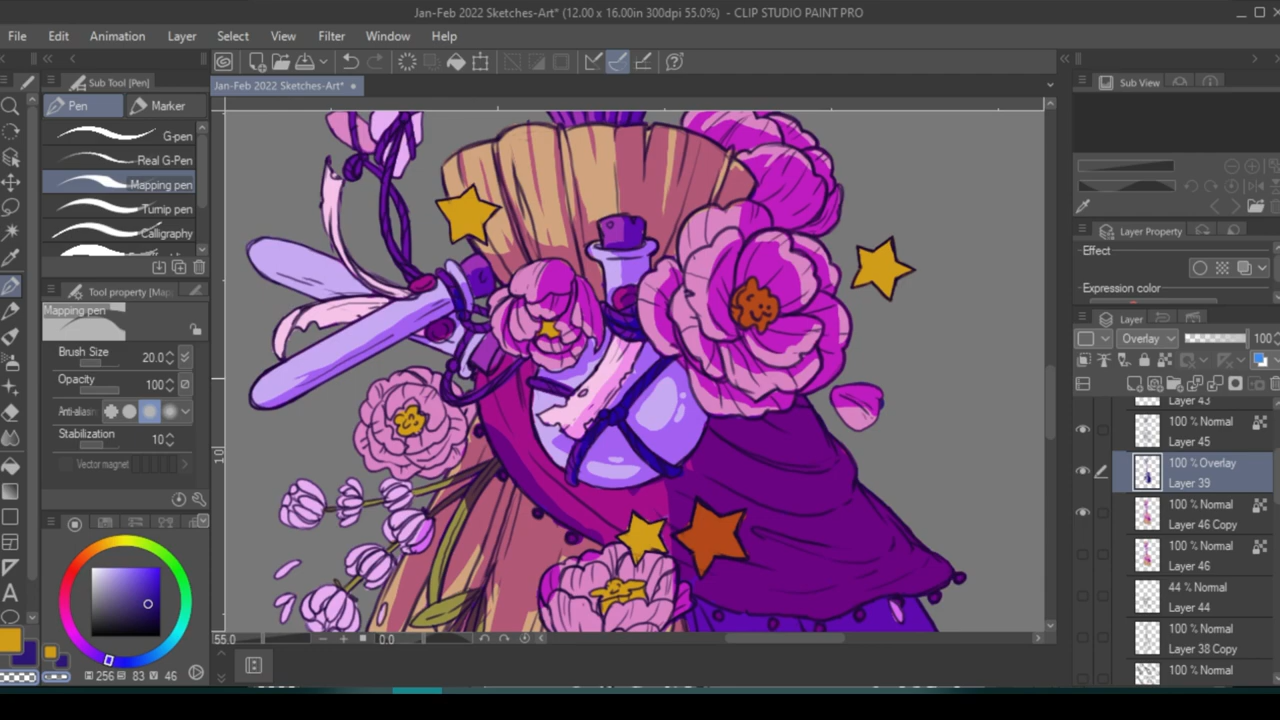 Jan-Feb 2022 Sketches-Art* (12.00 x 16.00in 300dpi 55.0%) - CLIP STUDIO PAINT PRO
File Edit Animation Layer Select View Filter Window Help
Sub Tool [Pen]
Jan-Feb 2022 Sketches-Art*
Sub View
Pen Marker
G-pen
Real G-Pen
Mapping pen
Turnip pen
Calligraphy
Tool property [Ma
Mapping pen
Brush Size 20.0
Opacity 100
Anti-alias
Stabilization 10
Vector magnet
10
256 83 46
55.0 0.0
Layer Property
Effect
Expression color
Layer
Overlay 100
Layer 43
100 % Normal
Layer 45
100 % Overlay
Layer 39
100 % Normal
Layer 46 Copy
100 % Normal
Layer 46
44 % Normal
Layer 44
100 % Normal
Layer 38 Copy
100 % Normal